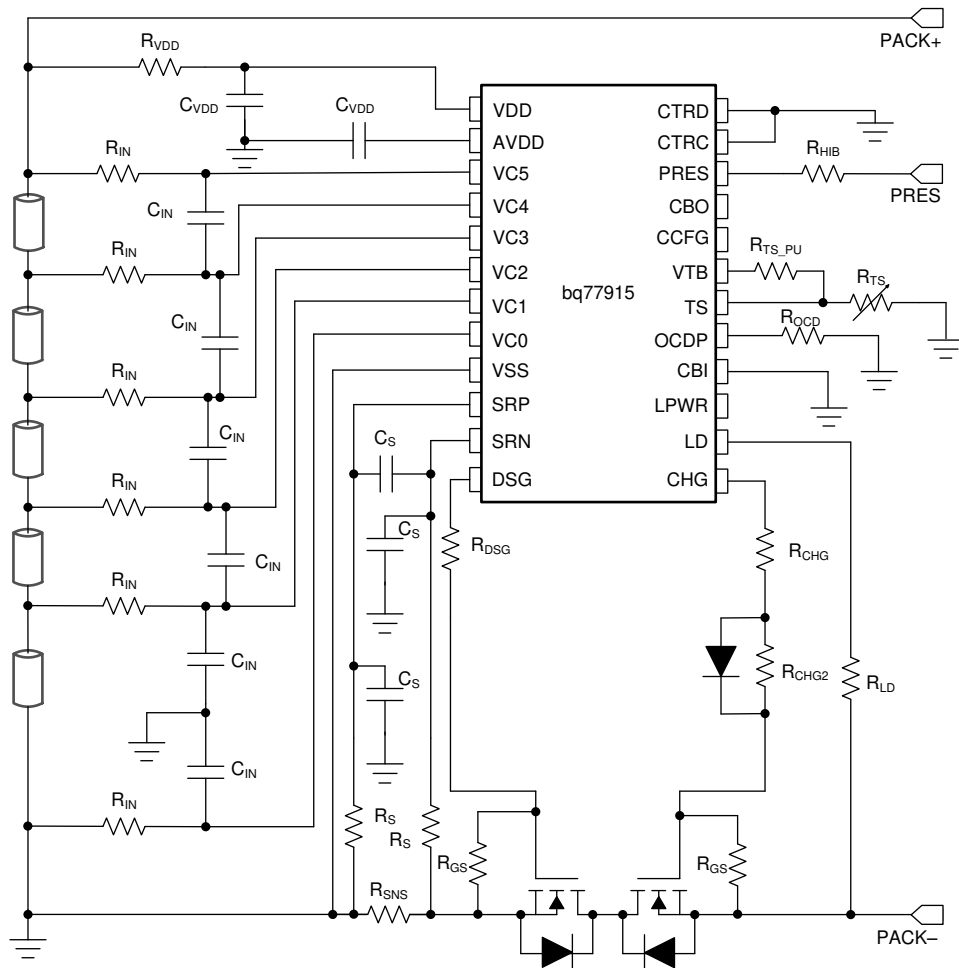 PACK+
RVDD
CVDD
CVDD
VDD
CTRD
AVDD
CTRC
RIN
RHIB
VC5
PRES
PRES
CIN
VC4
CBO
VC3
CCFG
RIN
RTS_PU
VC2
VTB
RTS
bq77915
CIN
VC1
TS
ROCD
VC0
OCDP
RIN
VSS
CBI
SRP
LPWR
CIN
CS
SRN
LD
DSG
CHG
RIN
CS
RDSG
RCHG
CIN
RIN
CIN
CS
RCHG2
RLD
CIN
RIN
RS
RS
RGS
RGS
RSNS
PACK–